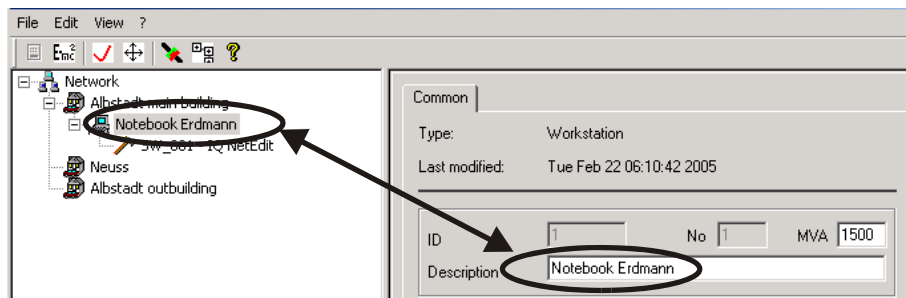 File Edit View ?
Emc²
Network
Albstadt main building
Notebook Erdmann
SW_001 - IQ NetEdit
Neuss
Albstadt outbuilding
Common
Type: Workstation
Last modified: Tue Feb 22 06:10:42 2005
ID 1 No 1 MVA 1500
Description Notebook Erdmann